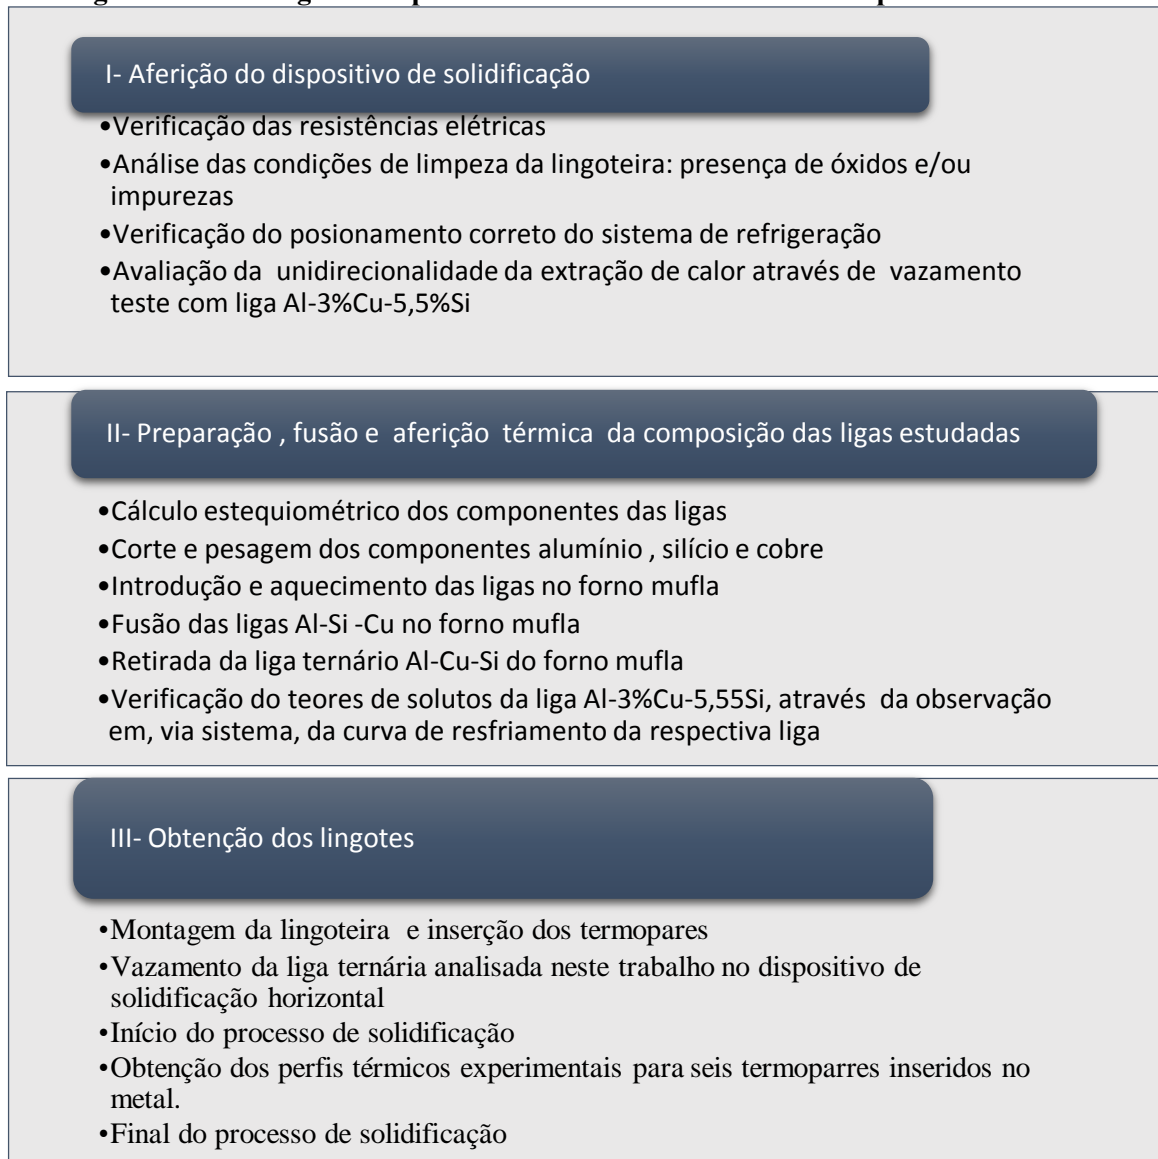 I- Aferição do dispositivo de solidificação
•Verificação das resistências elétricas
•Análise das condições de limpeza da lingoteira: presença de óxidos e/ou
impurezas
•Verificação do posionamento correto do sistema de refrigeração
•Avaliação da unidirecionalidade da extração de calor através de vazamento
teste com liga Al-3%Cu-5,5%Si
II- Preparação , fusão e aferição térmica da composição das ligas estudadas
•Cálculo estequiométrico dos componentes das ligas
•Corte e pesagem dos componentes alumínio , silício e cobre
•Introdução e aquecimento das ligas no forno mufla
•Fusão das ligas Al-Si -Cu no forno mufla
•Retirada da liga ternário Al-Cu-Si do forno mufla
•Verificação do teores de solutos da liga Al-3%Cu-5,55Si, através da observação
em, via sistema, da curva de resfriamento da respectiva liga
III- Obtenção dos lingotes
•Montagem da lingoteira e inserção dos termopares
•Vazamento da liga ternária analisada neste trabalho no dispositivo de
solidificação horizontal
•Início do processo de solidificação
•Obtenção dos perfis térmicos experimentais para seis termoparres inseridos no
metal.
•Final do processo de solidificação